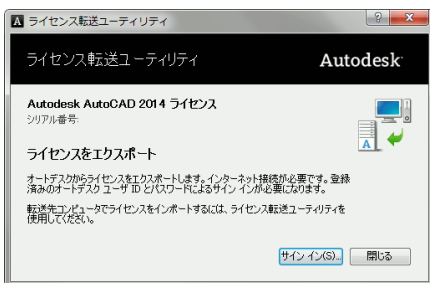 ライセンス転送ユーティリティ
ライセンス転送ユーティリティ
Autodesk
Autodesk AutoCAD 2014 ライセンス
シリアル番号:
ライセンスをエクスポート
オートデスクからライセンスをエクスポートします。インターネット接続が必要です。登録
済みのオートデスク ユーザ ID とパスワードによるサイン インが必要になります。
転送先コンピュータでライセンスをインポートするには、ライセンス転送ユーティリティを
使用してください。
サイン イン(S)...
閉じる